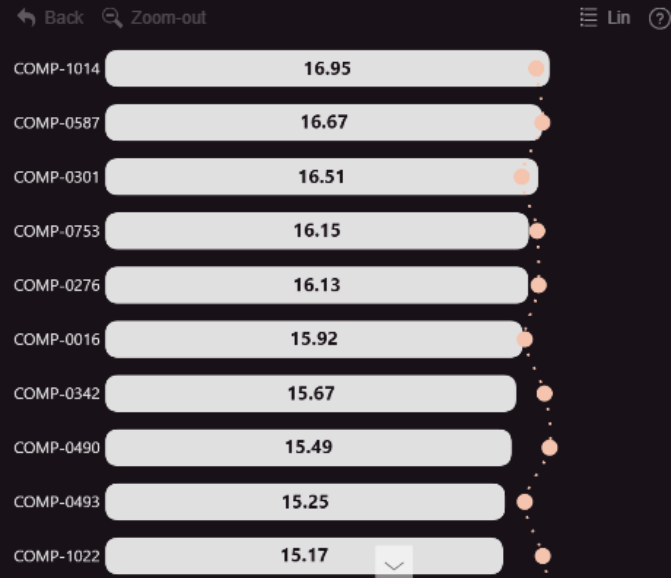 Back Zoom-out Lin ?
COMP-1014 16.95
COMP-0587 16.67
COMP-0301 16.51
COMP-0753 16.15
COMP-0276 16.13
COMP-0016 15.92
COMP-0342 15.67
COMP-0490 15.49
COMP-0493 15.25
COMP-1022 15.17